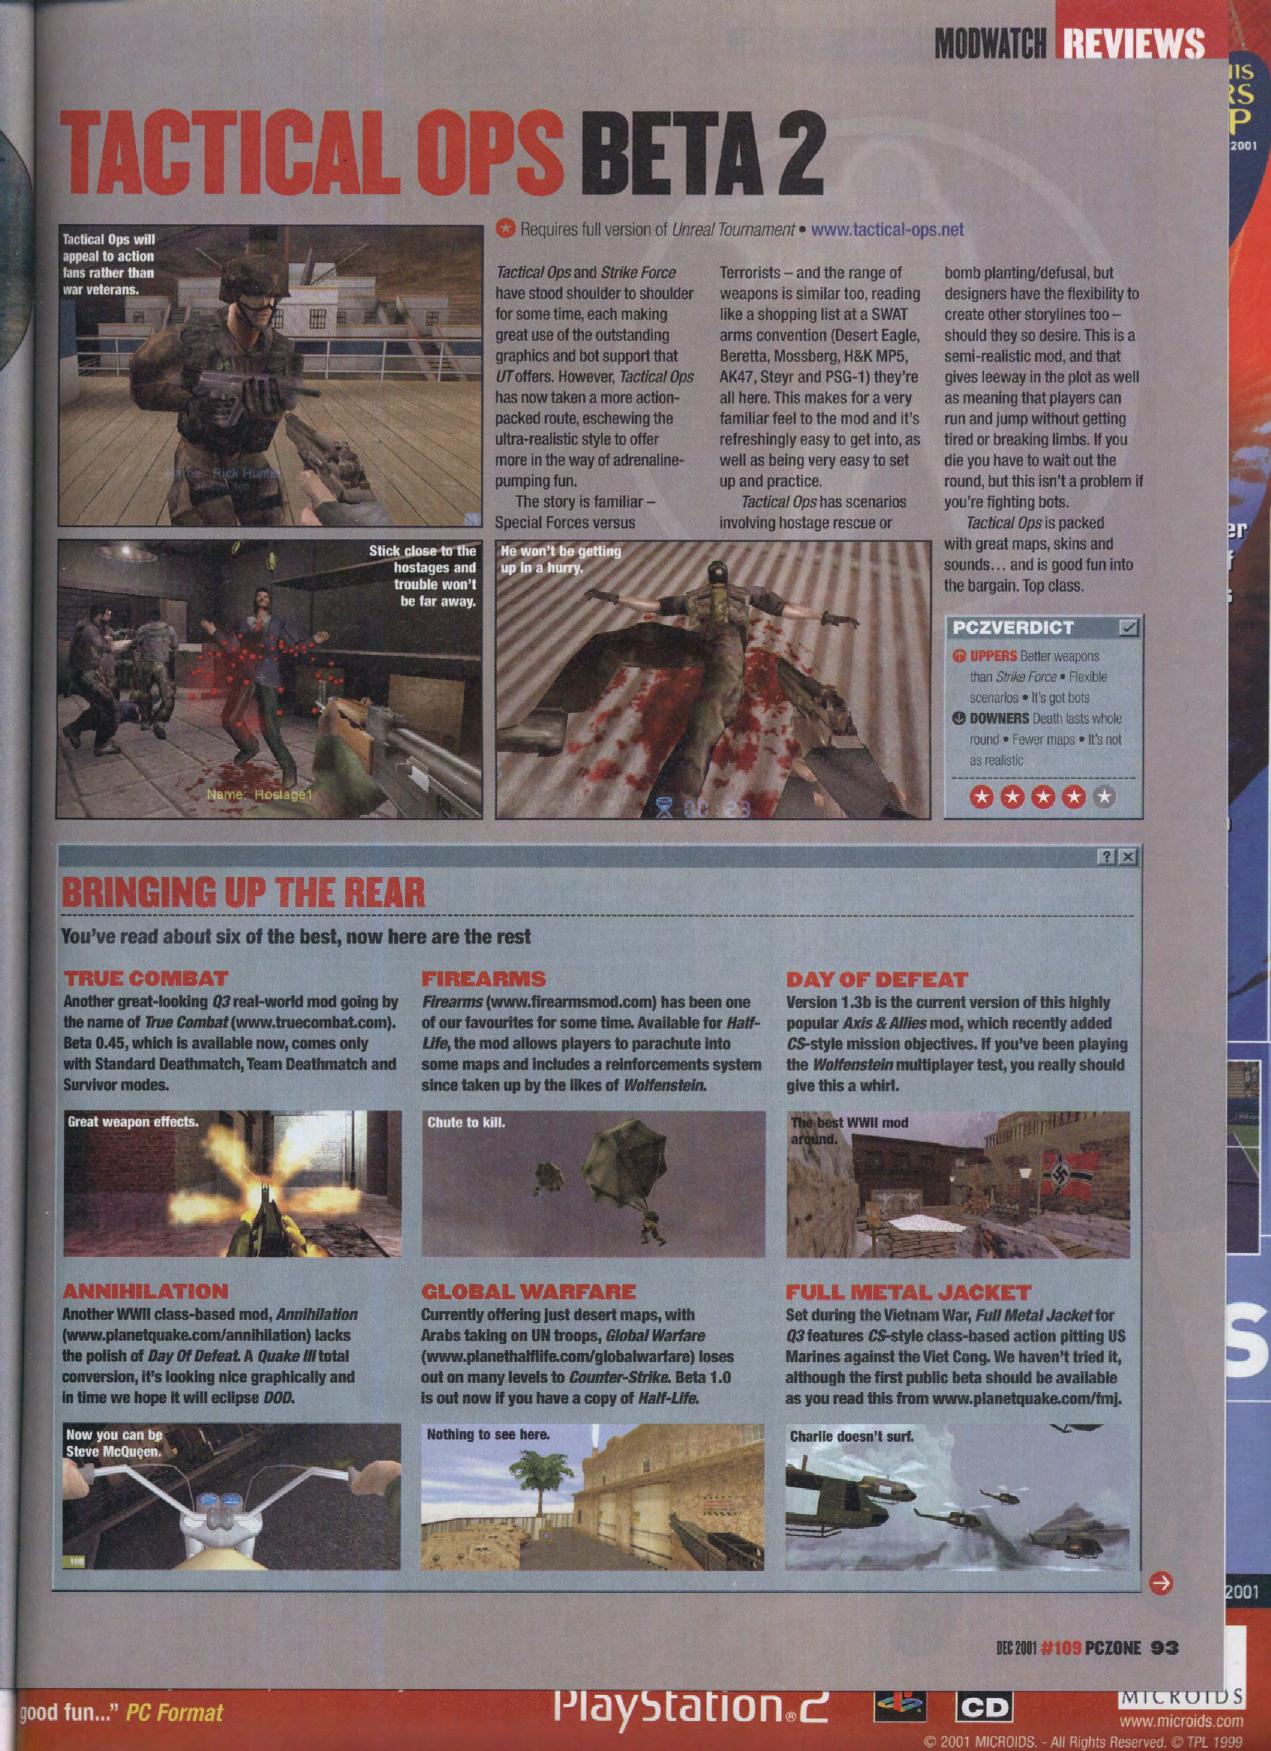 MODWATCH REVIEWS
TACTICAL OPS BETA 2
Requires full version of Unreal Tournament • www.tactical-ops.net
Tactical Ops will
appeal to action
fans rather than
war veterans.
Name: Rick Hunter
Tactical Ops and Strike Force
have stood shoulder to shoulder
for some time, each making
great use of the outstanding
graphics and bot support that
UT offers. However, Tactical Ops
has now taken a more action-
packed route, eschewing the
ultra-realistic style to offer
more in the way of adrenaline-
pumping fun.
The story is familiar –
Special Forces versus
Terrorists – and the range of
weapons is similar too, reading
like a shopping list at a SWAT
arms convention (Desert Eagle,
Beretta, Mossberg, H&K MP5,
AK47, Steyr and PSG-1) they're
all here. This makes for a very
familiar feel to the mod and it's
refreshingly easy to get into, as
well as being very easy to set
up and practice.
Tactical Ops has scenarios
involving hostage rescue or
bomb planting/defusal, but
designers have the flexibility to
create other storylines too –
should they so desire. This is a
semi-realistic mod, and that
gives leeway in the plot as well
as meaning that players can
run and jump without getting
tired or breaking limbs. If you
die you have to wait out the
round, but this isn't a problem if
you're fighting bots.
Tactical Ops is packed
with great maps, skins and
sounds... and is good fun into
the bargain. Top class.
Stick close to the
hostages and
trouble won't
be far away.
Name: Hostage1
He won't be getting
up in a hurry.
00:23
PCZVERDICT
UPPERS Better weapons
than Strike Force • Flexible
scenarios • It's got bots
DOWNERS Death lasts whole
round • Fewer maps • It's not
as realistic
BRINGING UP THE REAR
You've read about six of the best, now here are the rest
TRUE COMBAT
Another great-looking Q3 real-world mod going by
the name of True Combat (www.truecombat.com).
Beta 0.45, which is available now, comes only
with Standard Deathmatch, Team Deathmatch and
Survivor modes.
Great weapon effects.
FIREARMS
Firearms (www.firearmsmod.com) has been one
of our favourites for some time. Available for Half-
Life, the mod allows players to parachute into
some maps and includes a reinforcements system
since taken up by the likes of Wolfenstein.
Chute to kill.
DAY OF DEFEAT
Version 1.3b is the current version of this highly
popular Axis & Allies mod, which recently added
CS-style mission objectives. If you've been playing
the Wolfenstein multiplayer test, you really should
give this a whirl.
The best WWII mod
around.
ANNIHILATION
Another WWII class-based mod, Annihilation
(www.planetquake.com/annihilation) lacks
the polish of Day Of Defeat. A Quake III total
conversion, it's looking nice graphically and
in time we hope it will eclipse DOD.
Now you can be
Steve McQueen.
100
GLOBAL WARFARE
Currently offering just desert maps, with
Arabs taking on UN troops, Global Warfare
(www.planethalflife.com/globalwarfare) loses
out on many levels to Counter-Strike. Beta 1.0
is out now if you have a copy of Half-Life.
Nothing to see here.
FULL METAL JACKET
Set during the Vietnam War, Full Metal Jacket for
Q3 features CS-style class-based action pitting US
Marines against the Viet Cong. We haven't tried it,
although the first public beta should be available
as you read this from www.planetquake.com/fmj.
Charlie doesn't surf.
DEC 2001 #109 PCZONE 93
2001
2001
good fun..." PC Format
PlayStation®2
CD
MICROIDS
www.microids.com
© 2001 MICROIDS. - All Rights Reserved. © TPL 1999